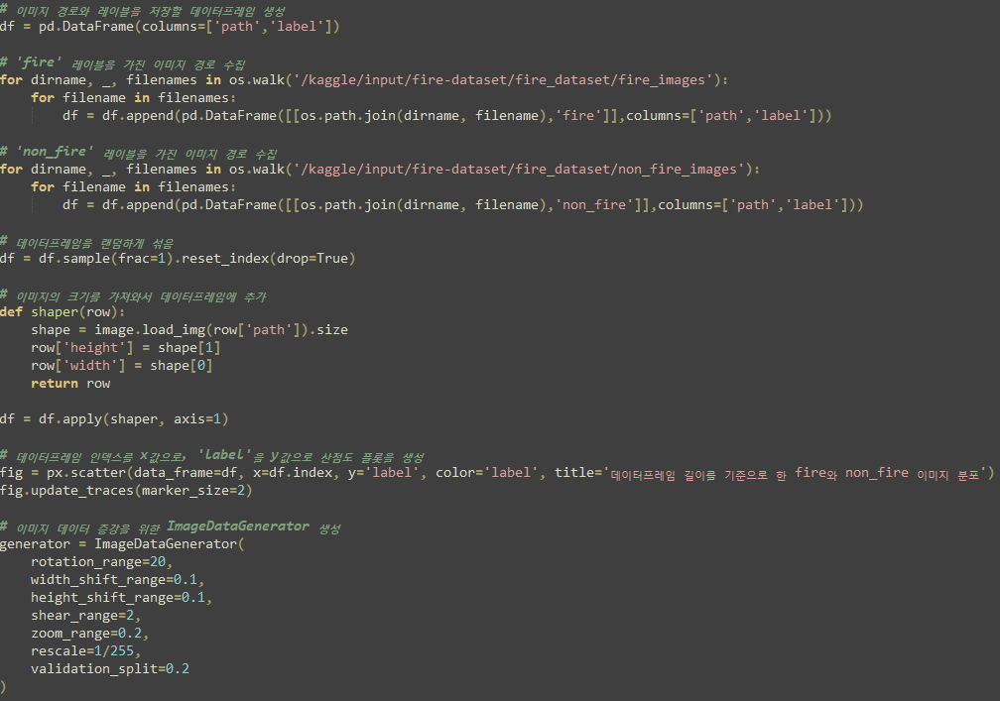 # 이미지 경로와 레이블을 저장할 데이터프레임 생성
df = pd.DataFrame(columns=['path','label'])
# 'fire' 레이블을 가진 이미지 경로 수집
for dirname, _, filenames in os.walk('/kaggle/input/fire-dataset/fire_dataset/fire_images'):
    for filename in filenames:
        df = df.append(pd.DataFrame([[os.path.join(dirname, filename),'fire']],columns=['path','label']))
# 'non_fire' 레이블을 가진 이미지 경로 수집
for dirname, _, filenames in os.walk('/kaggle/input/fire-dataset/fire_dataset/non_fire_images'):
    for filename in filenames:
        df = df.append(pd.DataFrame([[os.path.join(dirname, filename),'non_fire']],columns=['path','label']))
# 데이터프레임을 랜덤하게 섞음
df = df.sample(frac=1).reset_index(drop=True)
# 이미지의 크기를 가져와서 데이터프레임에 추가
def shaper(row):
    shape = image.load_img(row['path']).size
    row['height'] = shape[1]
    row['width'] = shape[0]
    return row
df = df.apply(shaper, axis=1)
# 데이터프레임 인덱스를 x값으로, 'label'을 y값으로 산점도 플롯을 생성
fig = px.scatter(data_frame=df, x=df.index, y='label', color='label', title='데이터프레임 길이를 기준으로 한 fire와 non_fire 이미지 분포')
fig.update_traces(marker_size=2)
# 이미지 데이터 증강을 위한 ImageDataGenerator 생성
generator = ImageDataGenerator(
    rotation_range=20,
    width_shift_range=0.1,
    height_shift_range=0.1,
    shear_range=2,
    zoom_range=0.2,
    rescale=1/255,
    validation_split=0.2
)